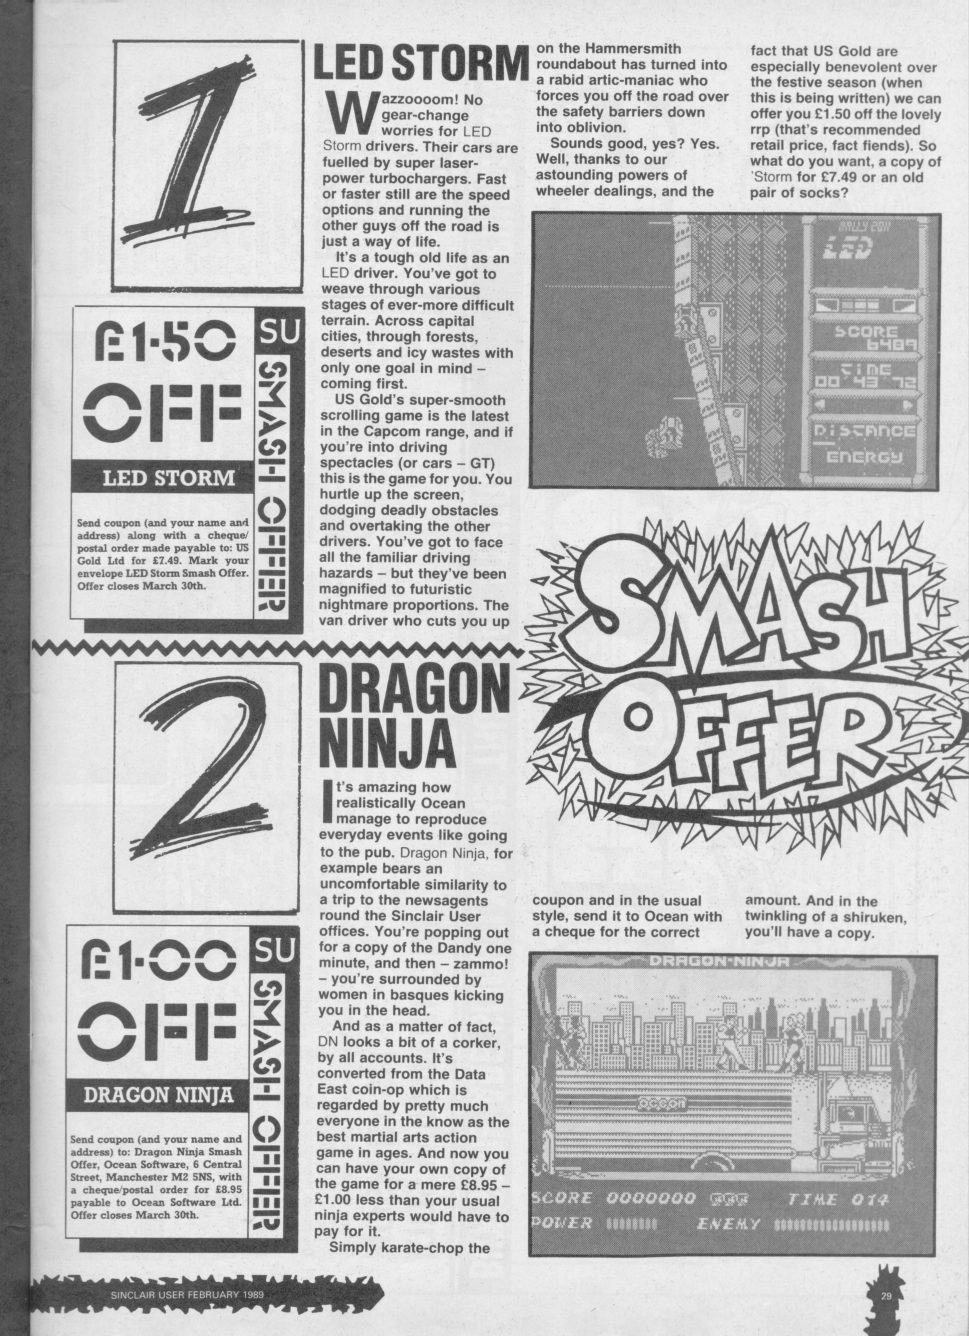 1
LED STORM
Wazzoooom! No
gear-change
worries for LED
Storm drivers. Their cars are
fuelled by super laser-
power turbochargers. Fast
or faster still are the speed
options and running the
other guys off the road is
just a way of life.
It's a tough old life as an
LED driver. You've got to
weave through various
stages of ever-more difficult
terrain. Across capital
cities, through forests,
deserts and icy wastes with
only one goal in mind –
coming first.
US Gold's super-smooth
scrolling game is the latest
in the Capcom range, and if
you're into driving
spectacles (or cars – GT)
this is the game for you. You
hurtle up the screen,
dodging deadly obstacles
and overtaking the other
drivers. You've got to face
all the familiar driving
hazards – but they've been
magnified to futuristic
nightmare proportions. The
van driver who cuts you up
on the Hammersmith
roundabout has turned into
a rabid artic-maniac who
forces you off the road over
the safety barriers down
into oblivion.
Sounds good, yes? Yes.
Well, thanks to our
astounding powers of
wheeler dealings, and the
fact that US Gold are
especially benevolent over
the festive season (when
this is being written) we can
offer you £1.50 off the lovely
rrp (that's recommended
retail price, fact fiends). So
what do you want, a copy of
'Storm for £7.49 or an old
pair of socks?
LED
SCORE
6489
TIME
00'43"72
DISTANCE
ENERGY
£1·50
OFF
SU
SMASH OFFER
LED STORM
Send coupon (and your name and
address) along with a cheque/
postal order made payable to: US
Gold Ltd for £7.49. Mark your
envelope LED Storm Smash Offer.
Offer closes March 30th.
SMASH
OFFER
2
DRAGON
NINJA
It's amazing how
realistically Ocean
manage to reproduce
everyday events like going
to the pub. Dragon Ninja, for
example bears an
uncomfortable similarity to
a trip to the newsagents
round the Sinclair User
offices. You're popping out
for a copy of the Dandy one
minute, and then – zammo!
– you're surrounded by
women in basques kicking
you in the head.
And as a matter of fact,
DN looks a bit of a corker,
by all accounts. It's
converted from the Data
East coin-op which is
regarded by pretty much
everyone in the know as the
best martial arts action
game in ages. And now you
can have your own copy of
the game for a mere £8.95 –
£1.00 less than your usual
ninja experts would have to
pay for it.
Simply karate-chop the
coupon and in the usual
style, send it to Ocean with
a cheque for the correct
amount. And in the
twinkling of a shiruken,
you'll have a copy.
£1·00
OFF
SU
SMASH OFFER
DRAGON NINJA
Send coupon (and your name and
address) to: Dragon Ninja Smash
Offer, Ocean Software, 6 Central
Street, Manchester M2 5NS, with
a cheque/postal order for £8.95
payable to Ocean Software Ltd.
Offer closes March 30th.
DRAGON-NINJA
ocean
SCORE 0000000 TIME 014
POWER ENEMY
SINCLAIR USER FEBRUARY 1989
29